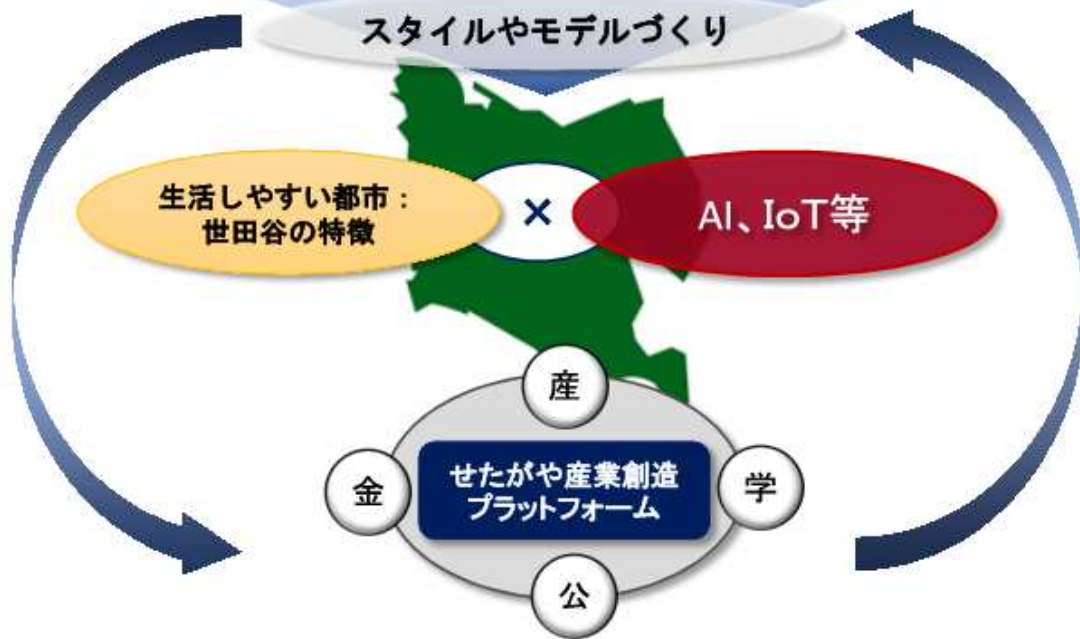 スタイルやモデルづくり
生活しやすい都市：
世田谷の特徴
×
AI、IoT等
産
金
せたがや産業創造
プラットフォーム
学
公